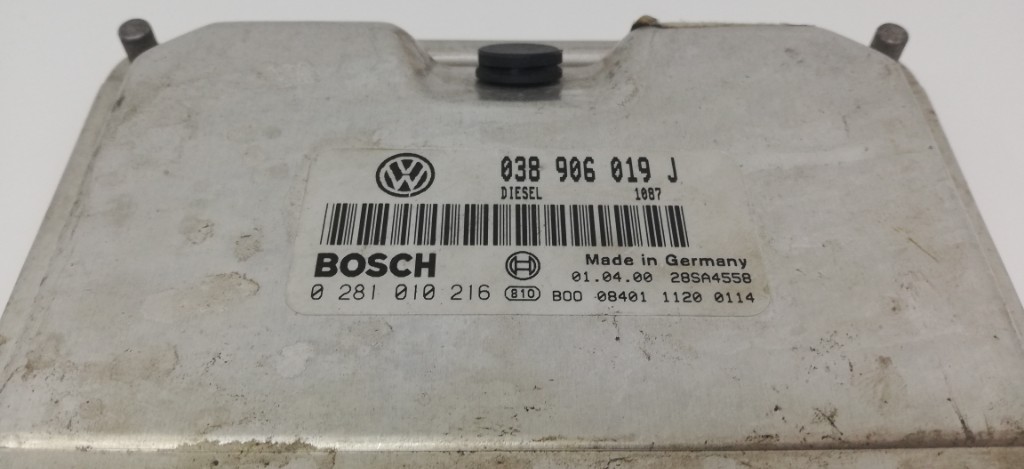 038 906 019 J
DIESEL 1087
BOSCH Made in Germany
01.04.00 28SA4558
0 281 010 216 B10 B00 08401 1120 0114